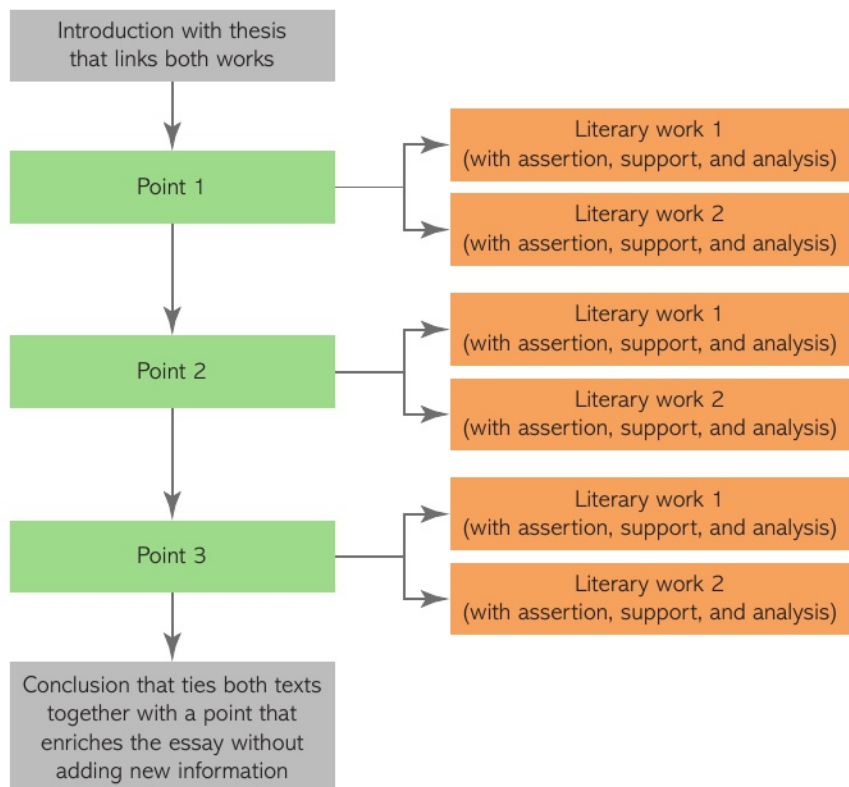 Introduction with thesis
that links both works
Point 1
Literary work 1
(with assertion, support, and analysis)
Literary work 2
(with assertion, support, and analysis)
Point 2
Literary work 1
(with assertion, support, and analysis)
Literary work 2
(with assertion, support, and analysis)
Point 3
Literary work 1
(with assertion, support, and analysis)
Literary work 2
(with assertion, support, and analysis)
Conclusion that ties both texts
together with a point that
enriches the essay without
adding new information